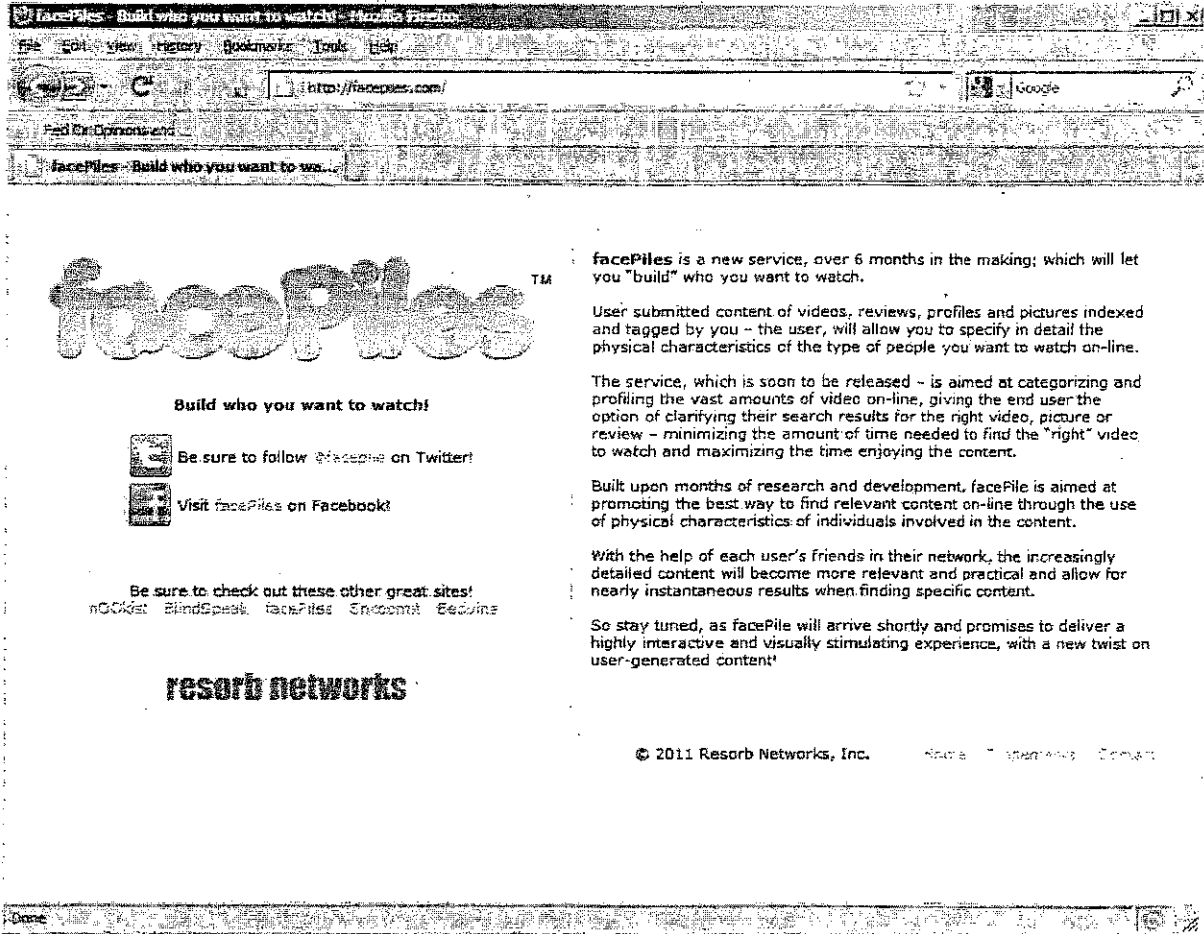 facePiles - Build who you want to watch! - Mozilla Firefox
File Edit View History Bookmarks Tools Help
http://facepiles.com/
Google
Fed Cir Opinions and ...
facePiles - Build who you want to wa...
facePiles™
Build who you want to watch!
Be sure to follow @facepile on Twitter!
Visit facePiles on Facebook!
Be sure to check out these other great sites!
BlindSpeak facePiles
resorb networks
facePiles is a new service, over 6 months in the making; which will let
you "build" who you want to watch.
User submitted content of videos, reviews, profiles and pictures indexed
and tagged by you – the user, will allow you to specify in detail the
physical characteristics of the type of people you want to watch on-line.
The service, which is soon to be released – is aimed at categorizing and
profiling the vast amounts of video on-line, giving the end user the
option of clarifying their search results for the right video, picture or
review – minimizing the amount of time needed to find the "right" video
to watch and maximizing the time enjoying the content.
Built upon months of research and development, facePile is aimed at
promoting the best way to find relevant content on-line through the use
of physical characteristics of individuals involved in the content.
With the help of each user's friends in their network, the increasingly
detailed content will become more relevant and practical and allow for
nearly instantaneous results when finding specific content.
So stay tuned, as facePile will arrive shortly and promises to deliver a
highly interactive and visually stimulating experience, with a new twist on
user-generated content!
© 2011 Resorb Networks, Inc. Home Contact
Done